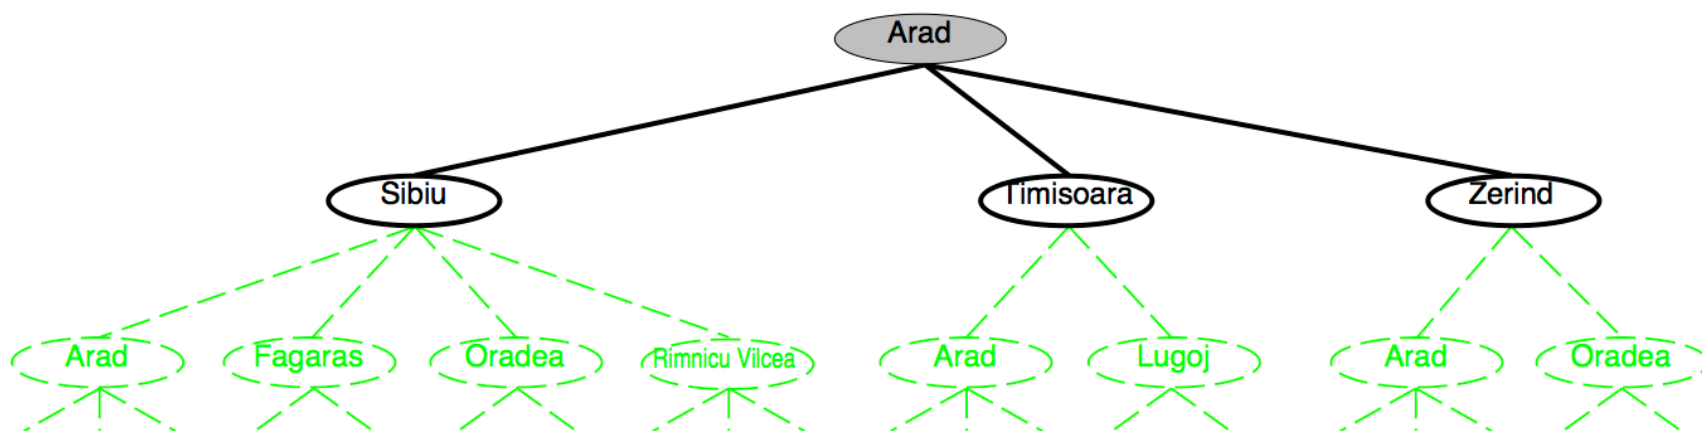 Arad
Sibiu
Timisoara
Zerind
Arad
Fagaras
Oradea
Rimnicu Vilcea
Arad
Lugoj
Arad
Oradea